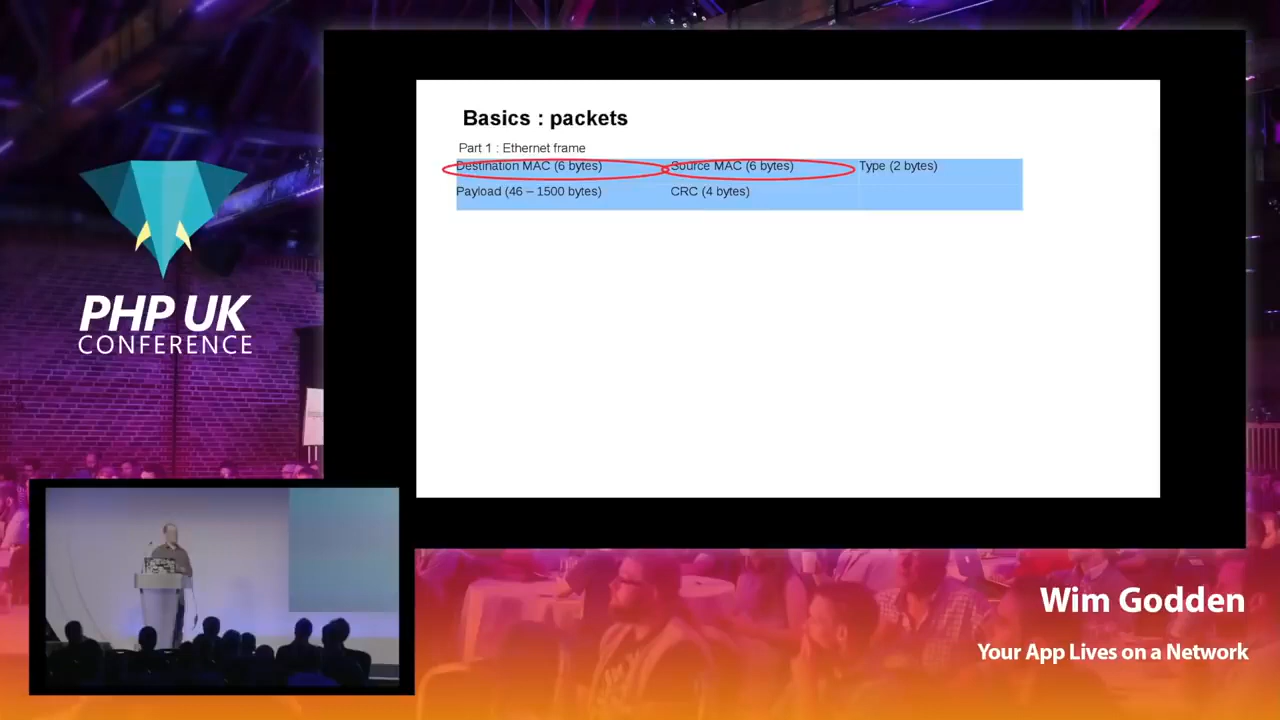 Basics : packets
Part 1 : Ethernet frame
Destination MAC (6 bytes) Source MAC (6 bytes) Type (2 bytes)
Payload (46 – 1500 bytes) CRC (4 bytes)
PHP UK
CONFERENCE
Wim Godden
Your App Lives on a Network